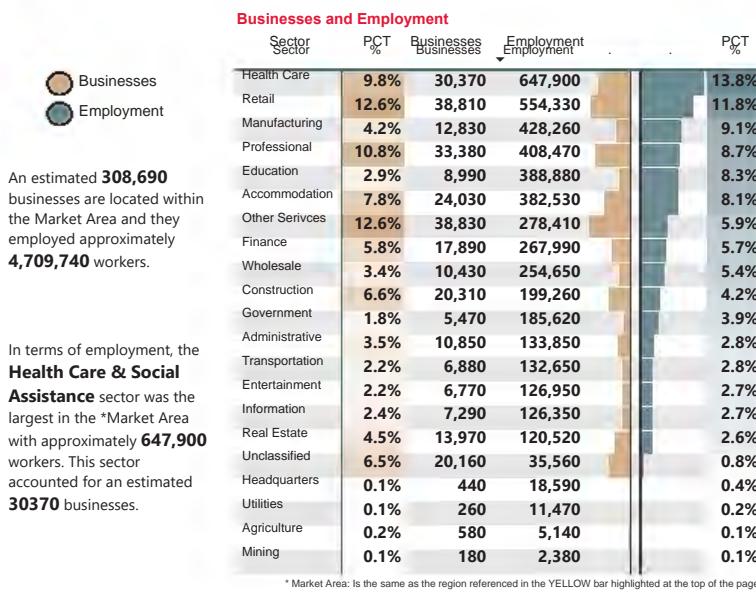 Businesses and Employment
Sector PCT Businesses Employment PCT
Sector % Businesses Employment . . %
Businesses
Employment
An estimated 308,690
businesses are located within
the Market Area and they
employed approximately
4,709,740 workers.
In terms of employment, the
Health Care & Social
Assistance sector was the
largest in the *Market Area
with approximately 647,900
workers. This sector
accounted for an estimated
30370 businesses.
Health Care 9.8% 30,370 647,900 13.8%
Retail 12.6% 38,810 554,330 11.8%
Manufacturing 4.2% 12,830 428,260 9.1%
Professional 10.8% 33,380 408,470 8.7%
Education 2.9% 8,990 388,880 8.3%
Accommodation 7.8% 24,030 382,530 8.1%
Other Serivces 12.6% 38,830 278,410 5.9%
Finance 5.8% 17,890 267,990 5.7%
Wholesale 3.4% 10,430 254,650 5.4%
Construction 6.6% 20,310 199,260 4.2%
Government 1.8% 5,470 185,620 3.9%
Administrative 3.5% 10,850 133,850 2.8%
Transportation 2.2% 6,880 132,650 2.8%
Entertainment 2.2% 6,770 126,950 2.7%
Information 2.4% 7,290 126,350 2.7%
Real Estate 4.5% 13,970 120,520 2.6%
Unclassified 6.5% 20,160 35,560 0.8%
Headquarters 0.1% 440 18,590 0.4%
Utilities 0.1% 260 11,470 0.2%
Agriculture 0.2% 580 5,140 0.1%
Mining 0.1% 180 2,380 0.1%
* Market Area: Is the same as the region referenced in the YELLOW bar highlighted at the top of the page